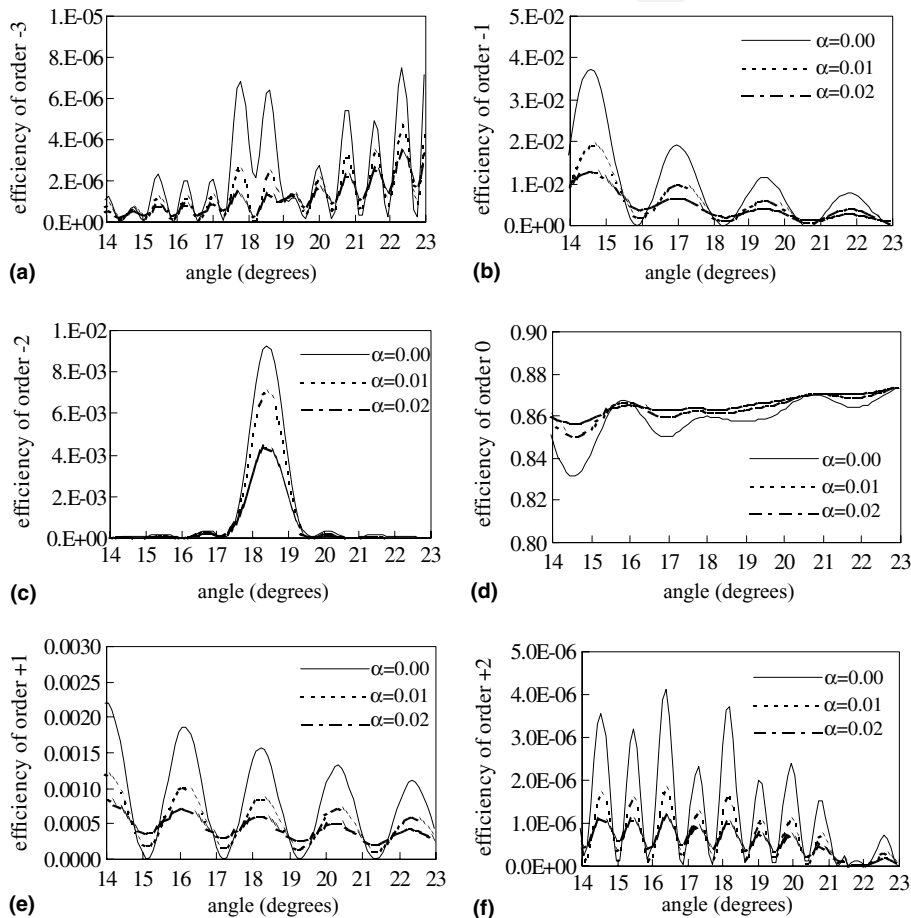 1.E-05
8.E-06
6.E-06
4.E-06
2.E-06
0.E+00
efficiency of order -3
14 15 16 17 18 19 20 21 22 23
angle (degrees)
(a)
5.E-02
4.E-02
3.E-02
2.E-02
1.E-02
0.E+00
efficiency of order -1
α=0.00
α=0.01
α=0.02
14 15 16 17 18 19 20 21 22 23
angle (degrees)
(b)
1.E-02
8.E-03
6.E-03
4.E-03
2.E-03
0.E+00
efficiency of order -2
α=0.00
α=0.01
α=0.02
14 15 16 17 18 19 20 21 22 23
angle (degrees)
(c)
0.90
0.88
0.86
0.84
0.82
0.80
efficiency of order 0
α=0.00
α=0.01
α=0.02
14 15 16 17 18 19 20 21 22 23
angle (degrees)
(d)
0.0030
0.0025
0.0020
0.0015
0.0010
0.0005
0.0000
efficiency of order +1
α=0.00
α=0.01
α=0.02
14 15 16 17 18 19 20 21 22 23
angle (degrees)
(e)
5.0E-06
4.0E-06
3.0E-06
2.0E-06
1.0E-06
0.0E+00
efficiency of order +2
α=0.00
α=0.01
α=0.02
14 15 16 17 18 19 20 21 22 23
angle (degrees)
(f)